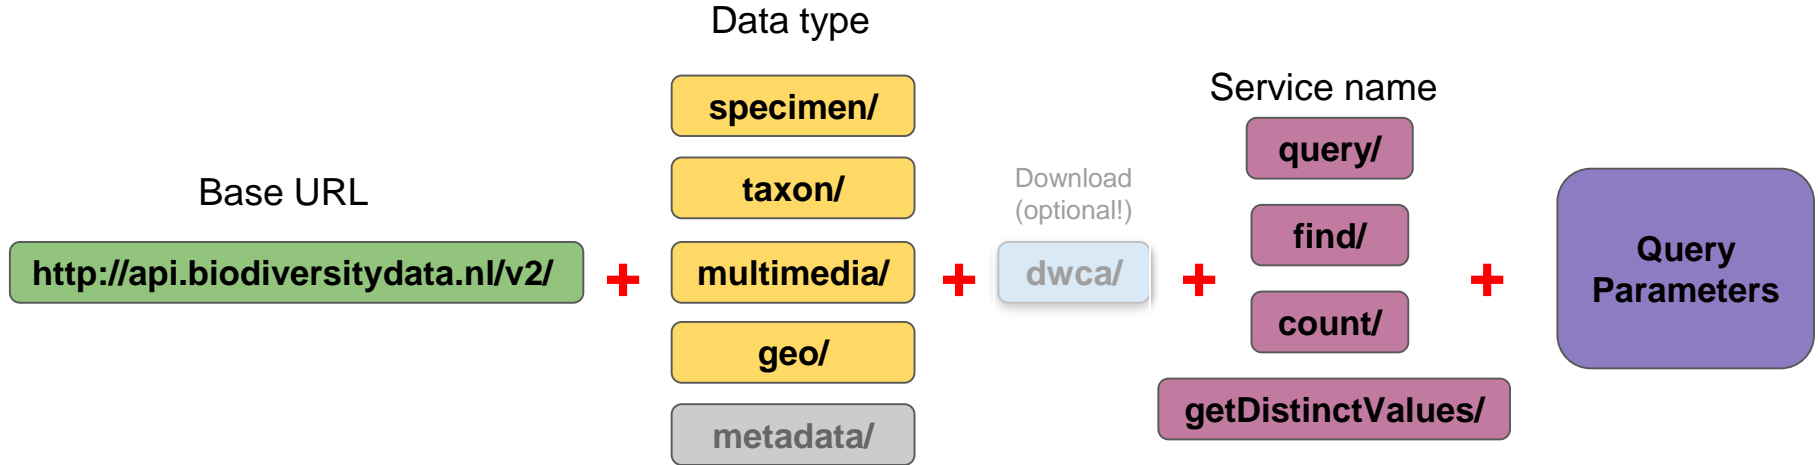 Base URL
http://api.biodiversitydata.nl/v2/
+
Data type
specimen/
taxon/
multimedia/
geo/
metadata/
+
Download
(optional!)
dwca/
+
Service name
query/
find/
count/
getDistinctValues/
+
Query
Parameters